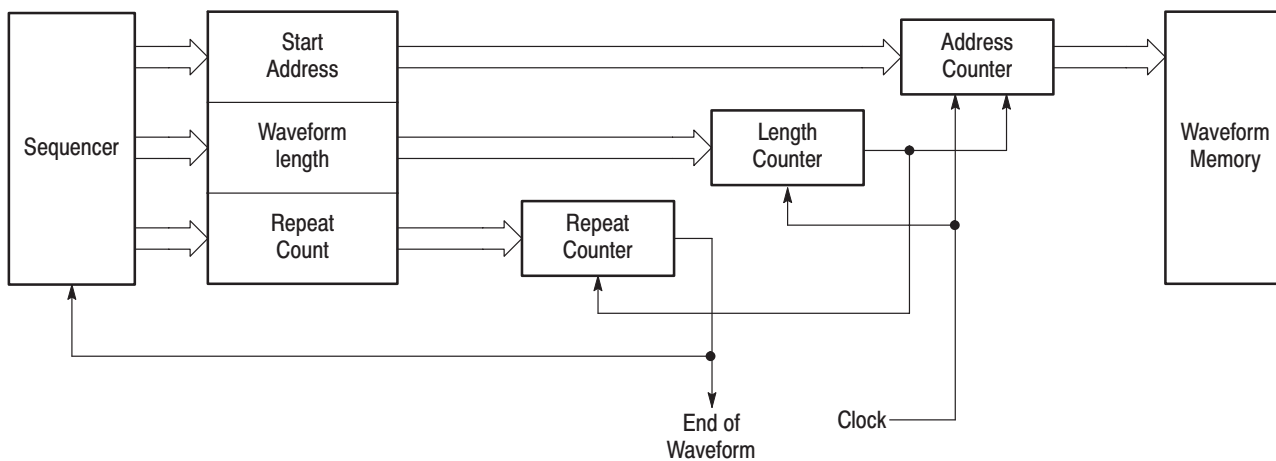 Sequencer
Start
Address
Waveform
length
Repeat
Count
Repeat
Counter
Length
Counter
Address
Counter
Waveform
Memory
End of
Waveform
Clock